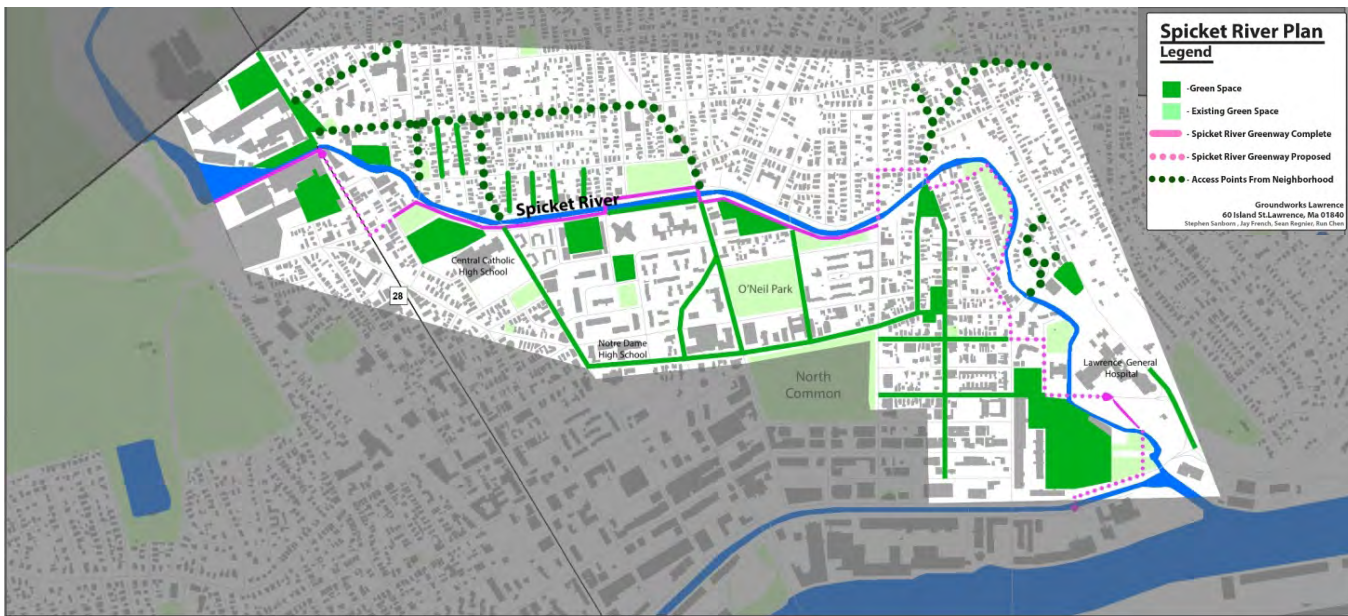 Spicket River Plan
Legend
-Green Space
- Existing Green Space
- Spicket River Greenway Complete
- Spicket River Greenway Proposed
- Access Points From Neighborhood
Groundworks Lawrence
60 Island St.Lawrence, Ma 01840
Stephen Sanborn , Jay French, Sean Regnier, Run Chen
Spicket River
Central Catholic
High School
28
O'Neil Park
Notre Dame
High School
North
Common
Lawrence General
Hospital